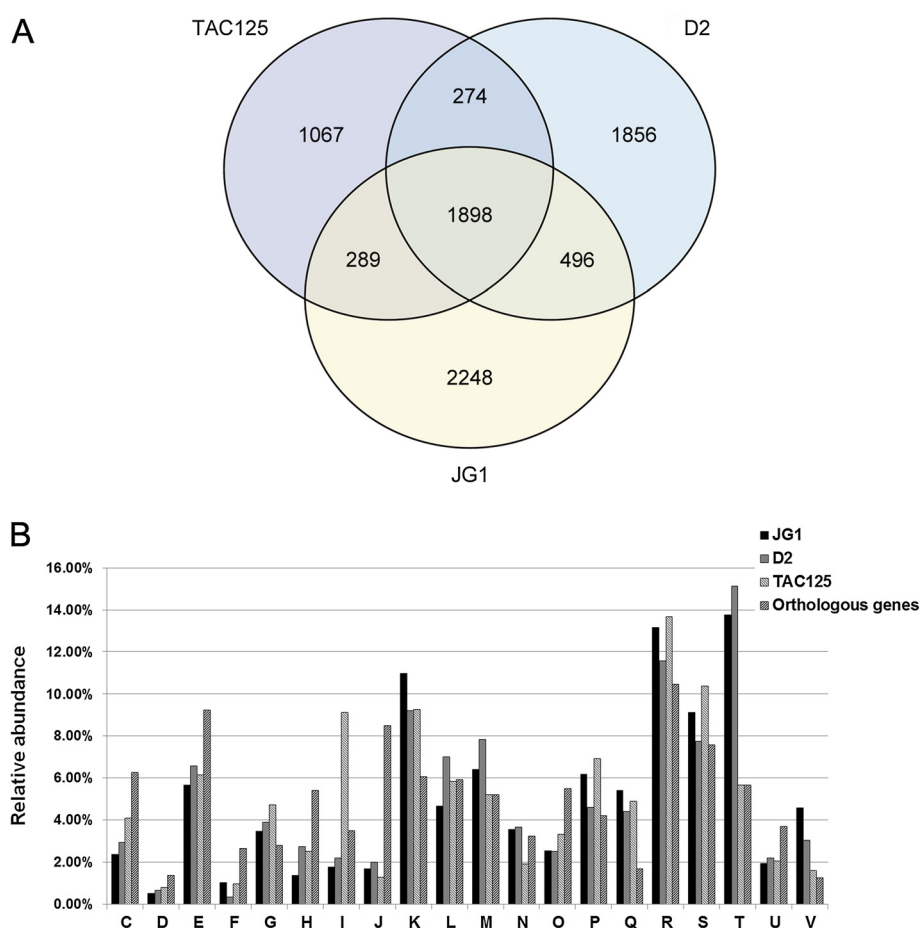 A
TAC125
D2
274
1067
1856
1898
289
496
2248
JG1
B
JG1
D2
TAC125
Orthologous genes
16.00%
14.00%
12.00%
10.00%
8.00%
6.00%
4.00%
2.00%
0.00%
Relative abundance
C D E F G H I J K L M N O P Q R S T U V